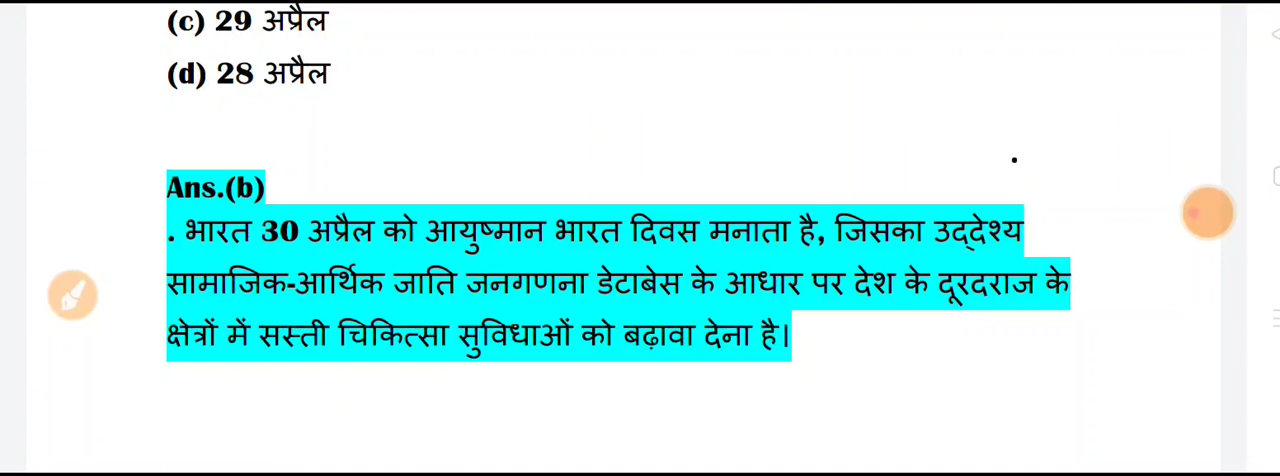 (c) 29 अप्रैल
(d) 28 अप्रैल
Ans.(b)
. भारत 30 अप्रैल को आयुष्मान भारत दिवस मनाता है, जिसका उद्देश्य
सामाजिक-आर्थिक जाति जनगणना डेटाबेस के आधार पर देश के दूरदराज के
क्षेत्रों में सस्ती चिकित्सा सुविधाओं को बढ़ावा देना है।